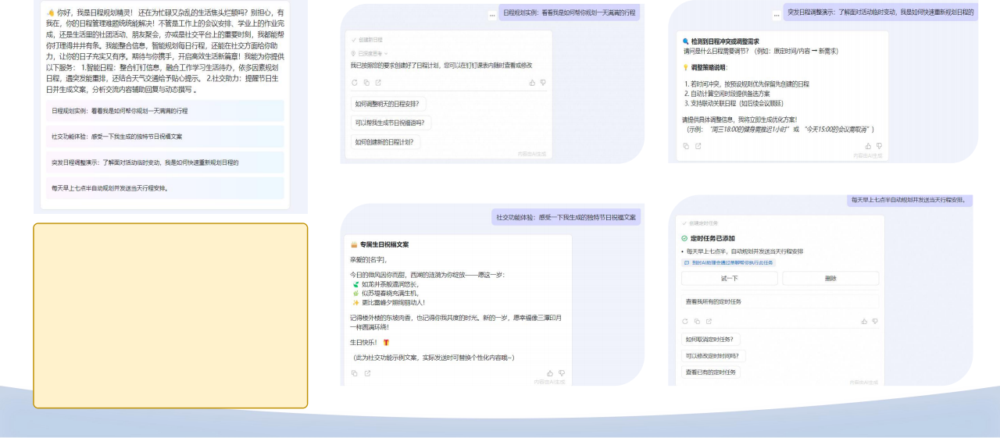 👋 你好，我是日程规划精灵！ 还在为忙碌又杂乱的生活焦头烂额吗？别担心，有
我在，你的日程管理难题统统能解决！不管是工作上的会议安排、学业上的作业完
成，还是生活里的社团活动、朋友聚会，亦或是社交平台上的重要时刻，我都能帮
你打理得井井有条。我能整合信息，智能规划每日行程，还能在社交方面给你助
力，让你的日子充实又有序。期待与你携手，开启高效生活新篇章！我能为你提供
以下服务： 1.智能日程：整合钉钉信息，融合工作学习生活待办，依多因素规划
日程，遇突发能重排，还结合天气交通给予贴心提示。 2.社交助力：提醒节日生
日并生成文案，分析交流内容辅助回复与动态撰写 。
日程规划实例：看看我是如何帮你规划一天满满的行程
社交功能体验：感受一下我生成的独特节日祝福文案
突发日程调整演示：了解面对活动临时变动，我是如何快速重新规划日程的
每天早上七点半自动规划并发送当天行程安排。
日程规划实例：看看我是如何帮你规划一天满满的行程
创建新日程
已深度思考
我已按照您的要求创建好了日程计划，您可以在钉钉课表内随时查看或修改
如何调整明天的日程安排？
可以帮我生成节日祝福语吗？
如何创建新的日程计划？
内容由AI生成
社交功能体验：感受一下我生成的独特节日祝福文案
👑 专属生日祝福文案
亲爱的[名字]，
今日的微风因你而甜，西湖的涟漪为你绽放——愿这一岁：
🍃 如龙井茶般温润悠长，
🌿 似苏堤春晓充满生机，
✨ 更比雷峰夕照绚丽动人！
记得楼外楼的东坡肉香，也记得你我共度的时光。新的一岁，愿幸福像三潭印月
一样圆满环绕！
生日快乐！ 🎁
（此为社交功能示例文案，实际发送时可替换个性化内容哦~）
内容由AI生成
突发日程调整演示：了解面对活动临时变动，我是如何快速重新规划日程的
🔍 检测到日程冲突或调整需求
请问是什么日程需要调节？（例如：原定时间/内容 → 新需求）
💡 调整策略说明：
1. 若时间冲突，按预设规则优先保留先创建的日程
2. 自动计算空闲时段提供备选方案
3. 支持联动关联日程（如后续会议顺延）
请提供具体调整信息，我将立即生成优化方案！
（示例：“周三18:00的健身需推迟1小时” 或 “今天15:00的会议需取消”）
内容由AI生成
每天早上七点半自动规划并发送当天行程安排。
创建定时任务
定时任务已添加
• 每天早上七点半，自动规划并发送当天行程安排
到时AI助理会通过单聊帮你执行此任务
试一下
删除
查看我所有的定时任务
如何取消定时任务？
可以修改定时时间吗？
查看已有的定时任务
内容由AI生成